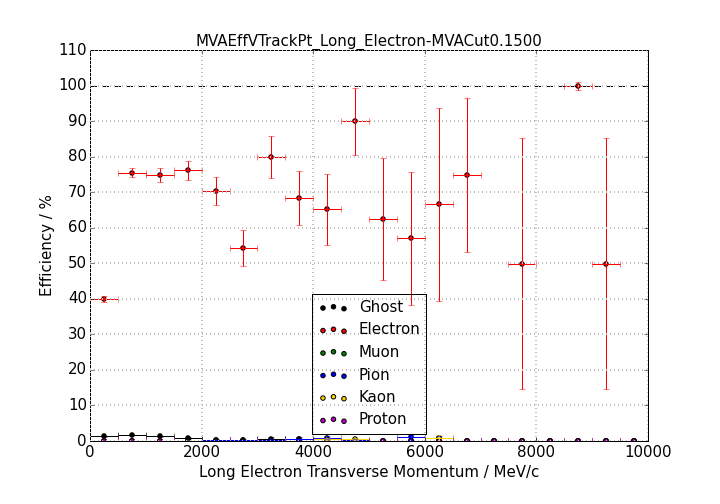 MVAEffVTrackPt_Long_Electron-MVACut0.1500
110
100
90
80
70
60
50
40
30
20
10
0
Efficiency / %
Ghost
Electron
Muon
Pion
Kaon
Proton
0 2000 4000 6000 8000 10000
Long Electron Transverse Momentum / MeV/c